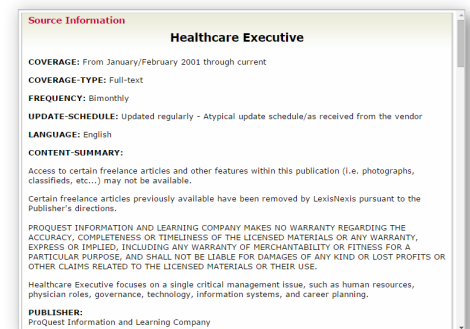 Source Information
Healthcare Executive
COVERAGE: From January/February 2001 through current
COVERAGE-TYPE: Full-text
FREQUENCY: Bimonthly
UPDATE-SCHEDULE: Updated regularly - Atypical update schedule/as received from the vendor
LANGUAGE: English
CONTENT-SUMMARY:
Access to certain freelance articles and other features within this publication (i.e. photographs,
classifieds, etc...) may not be available.
Certain freelance articles previously available have been removed by LexisNexis pursuant to the
Publisher's directions.
PROQUEST INFORMATION AND LEARNING COMPANY MAKES NO WARRANTY REGARDING THE
ACCURACY, COMPLETENESS OR TIMELINESS OF THE LICENSED MATERIALS OR ANY WARRANTY,
EXPRESS OR IMPLIED, INCLUDING ANY WARRANTY OF MERCHANTABILITY OR FITNESS FOR A
PARTICULAR PURPOSE, AND SHALL NOT BE LIABLE FOR DAMAGES OF ANY KIND OR LOST PROFITS OR
OTHER CLAIMS RELATED TO THE LICENSED MATERIALS OR THEIR USE.
Healthcare Executive focuses on a single critical management issue, such as human resources,
physician roles, governance, technology, information systems, and career planning.
PUBLISHER:
ProQuest Information and Learning Company